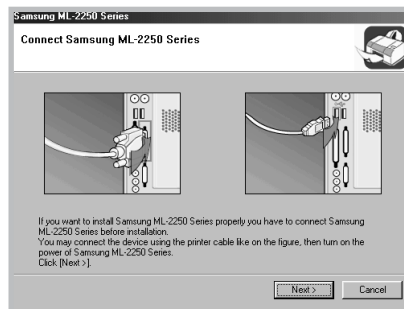 Samsung ML-2250 Series
Connect Samsung ML-2250 Series
If you want to install Samsung ML-2250 Series properly you have to connect Samsung
ML-2250 Series before installation.
You may connect the device using the printer cable like on the figure, then turn on the
power of Samsung ML-2250 Series.
Click [Next >].
Next >
Cancel